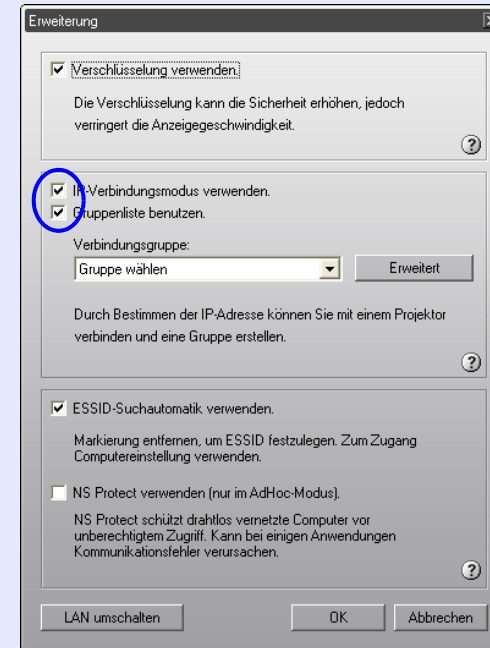 Erweiterung
Verschlüsselung verwenden.
Die Verschlüsselung kann die Sicherheit erhöhen, jedoch
verringert die Anzeigegeschwindigkeit.
?
IP-Verbindungsmodus verwenden.
Gruppenliste benutzen.
Verbindungsgruppe:
Gruppe wählen
Erweitert
Durch Bestimmen der IP-Adresse können Sie mit einem Projektor
verbinden und eine Gruppe erstellen.
?
ESSID-Suchautomatik verwenden.
Markierung entfernen, um ESSID festzulegen. Zum Zugang
Computereinstellung verwenden.
NS Protect verwenden (nur im AdHoc-Modus).
NS Protect schützt drahtlos vernetzte Computer vor
unberechtigtem Zugriff. Kann bei einigen Anwendungen
Kommunikationsfehler verursachen.
?
LAN umschalten
OK
Abbrechen